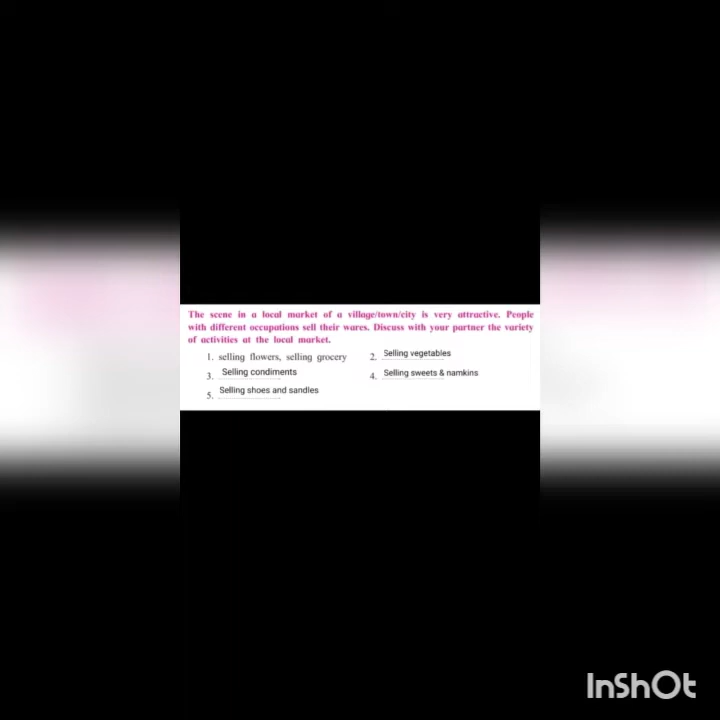 The scene in a local market of a village/town/city is very attractive. People
with different occupations sell their wares. Discuss with your partner the variety
of activities at the local market.
1. selling flowers, selling grocery 2. Selling vegetables
3. Selling condiments 4. Selling sweets & namkins
5. Selling shoes and sandles
InShOt